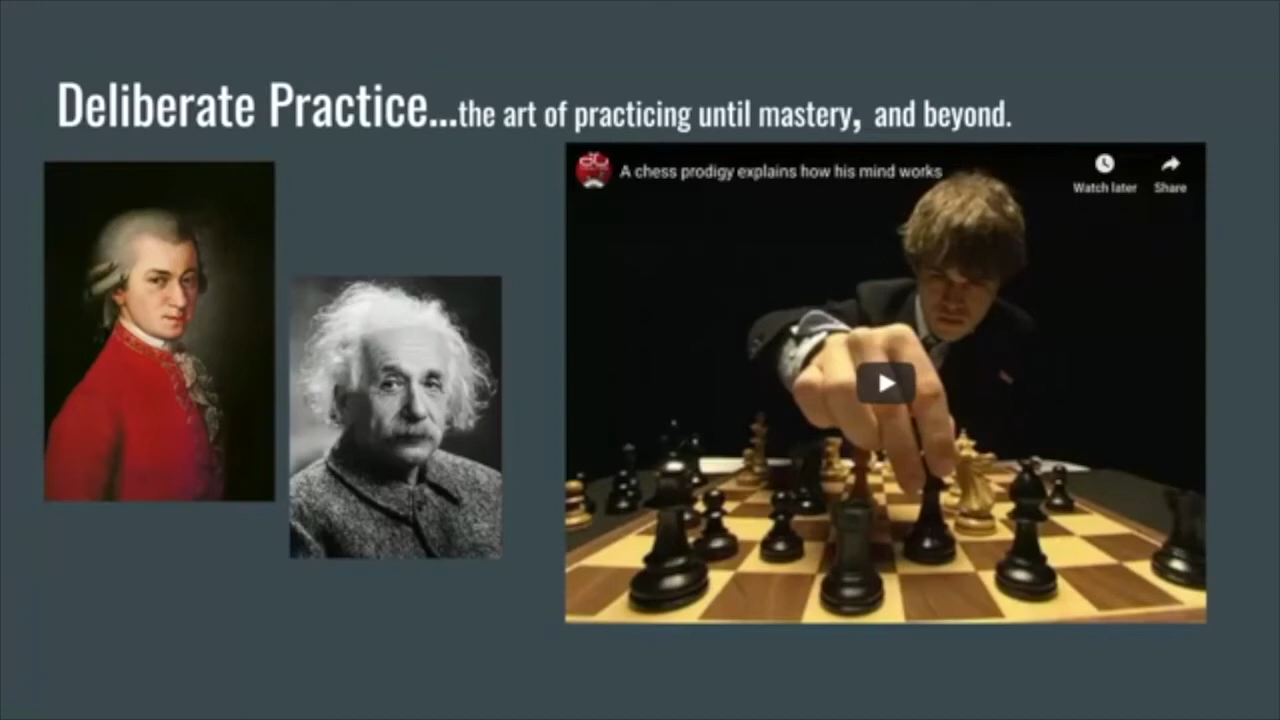 Deliberate Practice...the art of practicing until mastery, and beyond.
A chess prodigy explains how his mind works
Watch later
Share